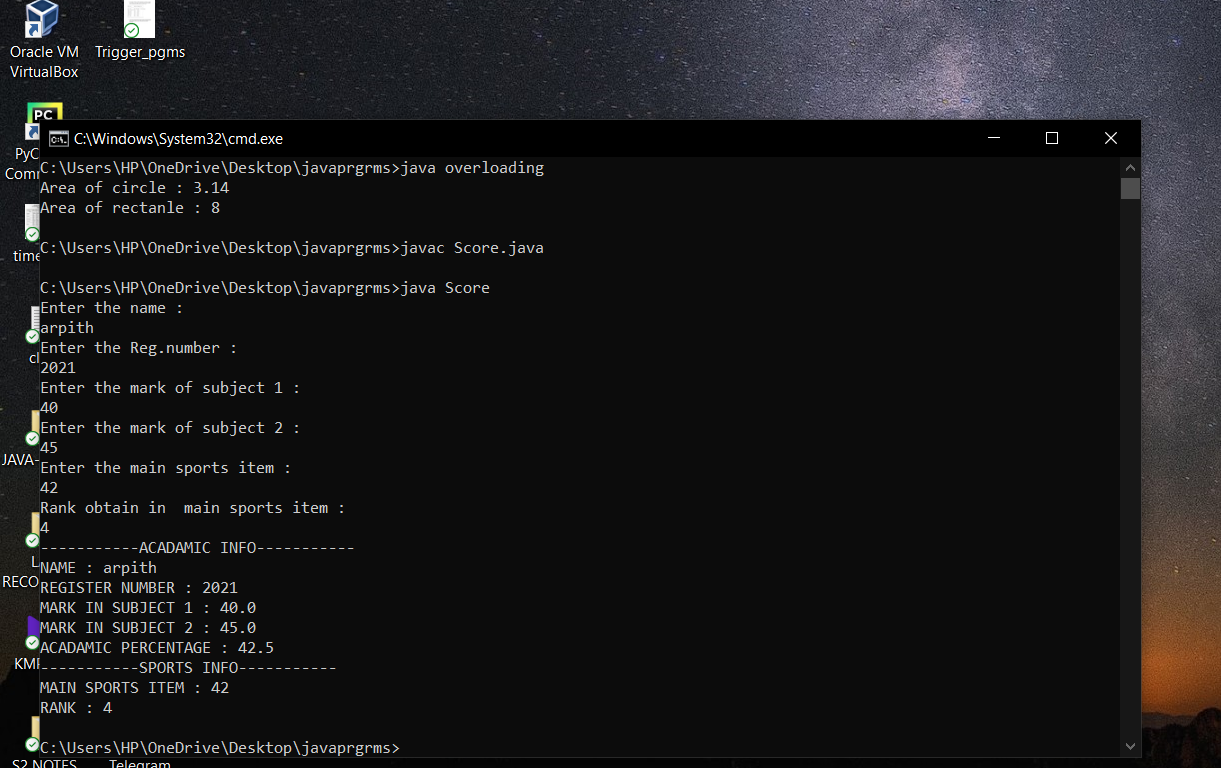 Oracle VM
VirtualBox
Trigger_pgms
PC
C:\Windows\System32\cmd.exe
C:\Users\HP\OneDrive\Desktop\javaprgrms>java overloading
Area of circle : 3.14
Area of rectanle : 8
C:\Users\HP\OneDrive\Desktop\javaprgrms>javac Score.java
C:\Users\HP\OneDrive\Desktop\javaprgrms>java Score
Enter the name :
arpith
Enter the Reg.number :
2021
Enter the mark of subject 1 :
40
Enter the mark of subject 2 :
45
Enter the main sports item :
42
Rank obtain in  main sports item :
4
-----------ACADAMIC INFO-----------
NAME : arpith
REGISTER NUMBER : 2021
MARK IN SUBJECT 1 : 40.0
MARK IN SUBJECT 2 : 45.0
ACADAMIC PERCENTAGE : 42.5
-----------SPORTS INFO-----------
MAIN SPORTS ITEM : 42
RANK : 4
C:\Users\HP\OneDrive\Desktop\javaprgrms>
PyC
Com
time
JAVA-
RECO
S2 NOTES
Telegram